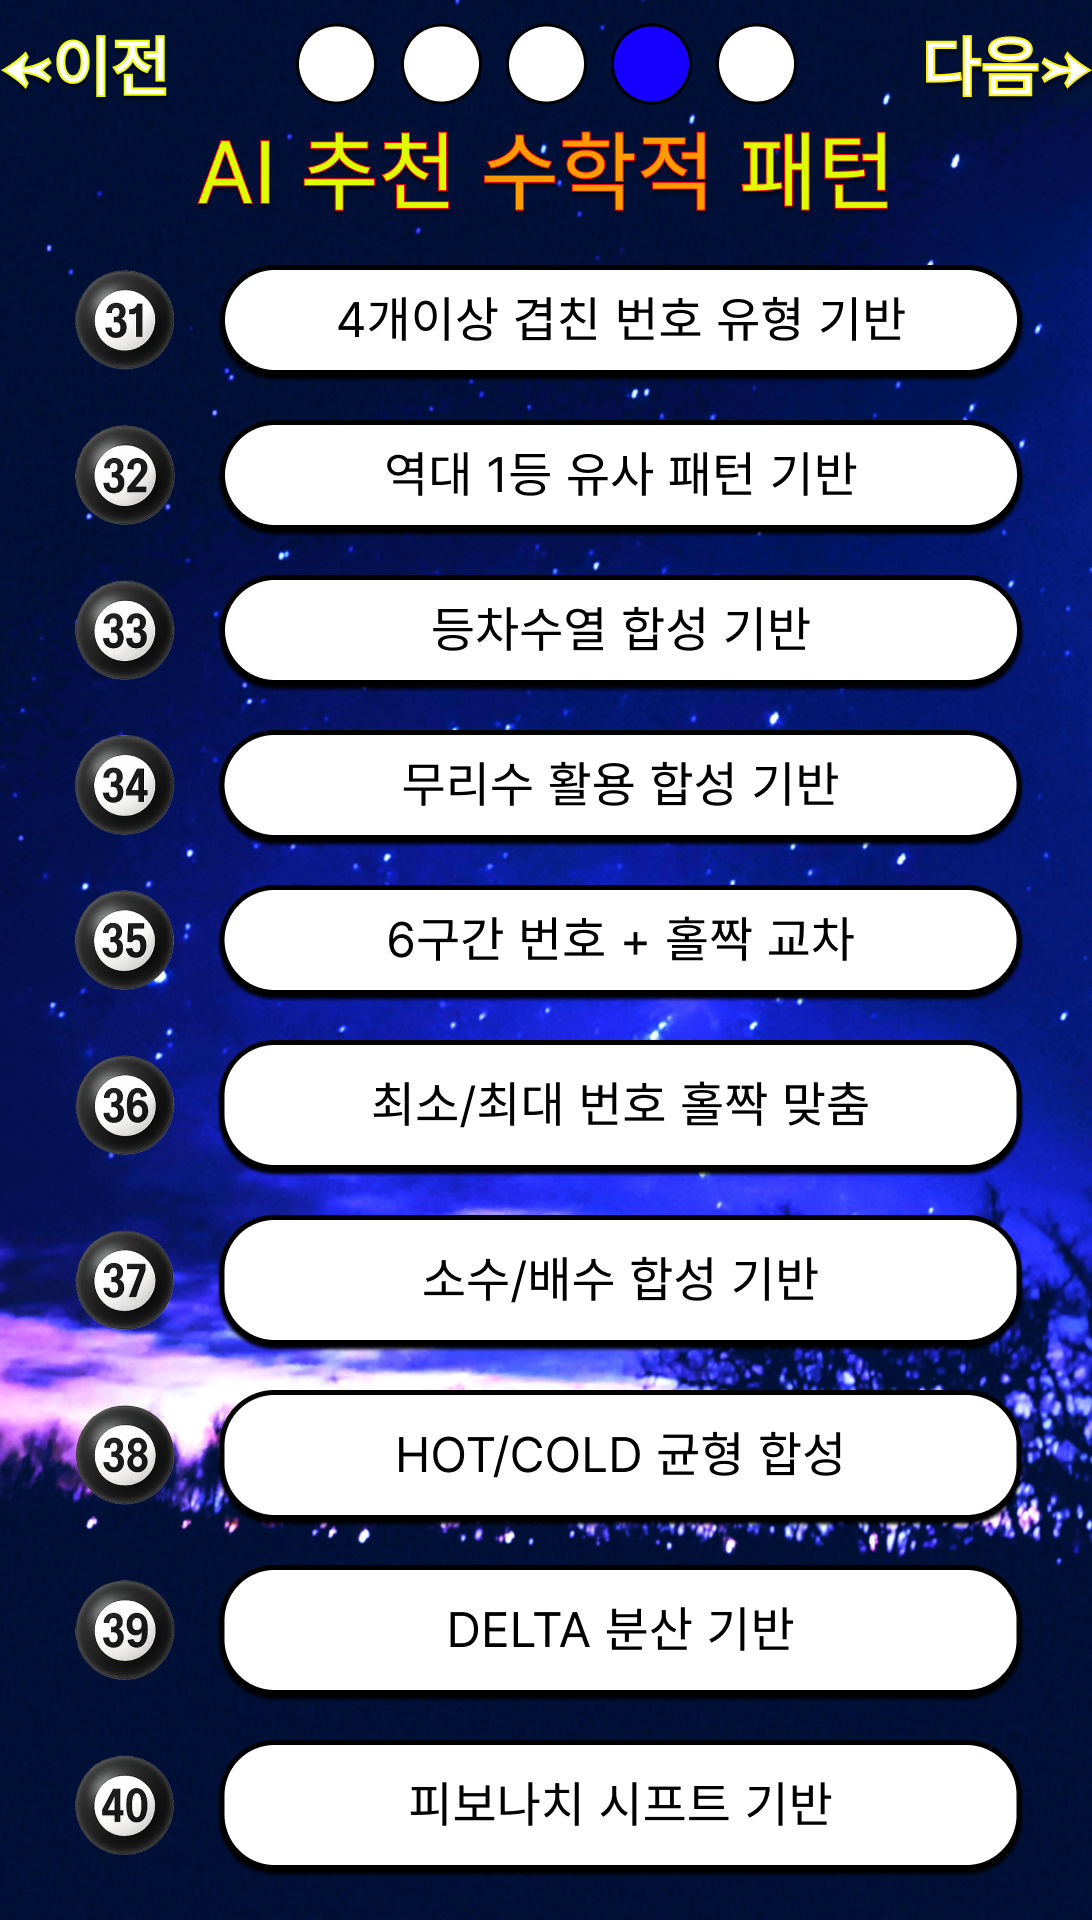 이전
다음
AI 추천 수학적 패턴
31 4개이상 겹친 번호 유형 기반
32 역대 1등 유사 패턴 기반
33 등차수열 합성 기반
34 무리수 활용 합성 기반
35 6구간 번호 + 홀짝 교차
36 최소/최대 번호 홀짝 맞춤
37 소수/배수 합성 기반
38 HOT/COLD 균형 합성
39 DELTA 분산 기반
40 피보나치 시프트 기반